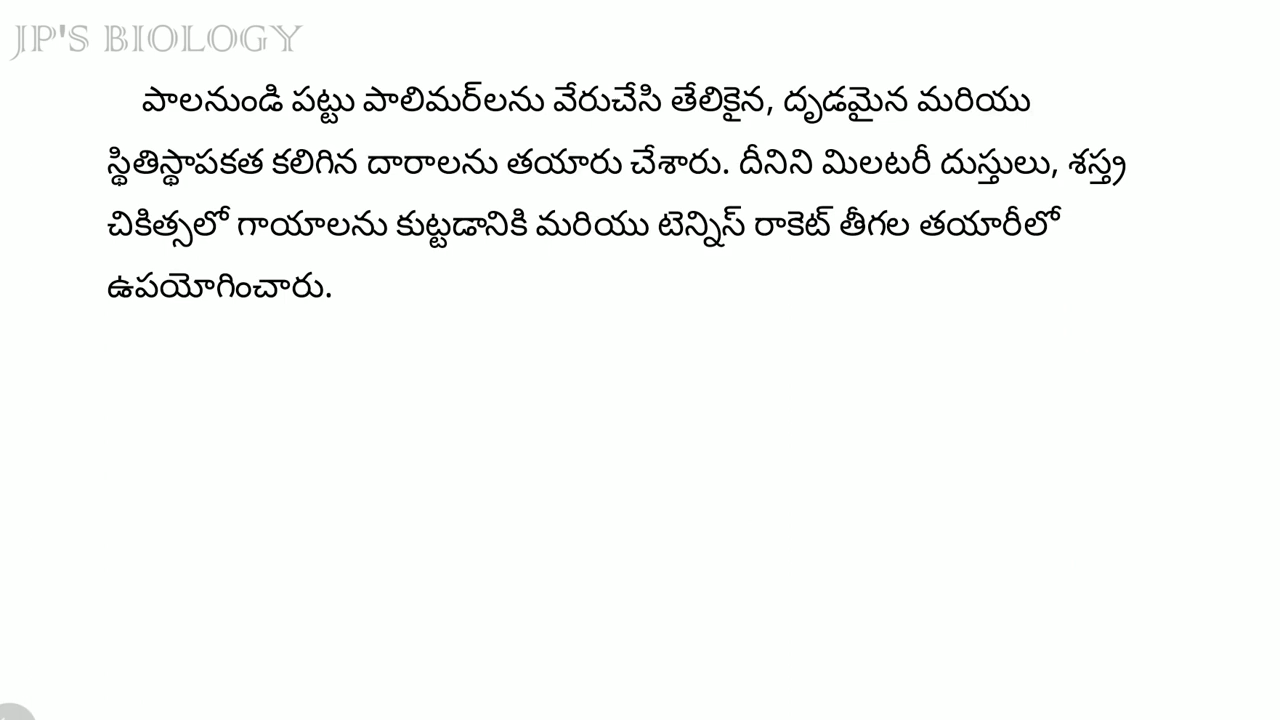 JP'S BIOLOGY
పాలనుండి పట్టు పాలిమర్‌లను వేరుచేసి తేలికైన, దృడమైన మరియు
స్థితిస్థాపకత కలిగిన దారాలను తయారు చేశారు. దీనిని మిలటరీ దుస్తులు, శస్త్ర
చికిత్సలో గాయాలను కుట్టడానికి మరియు టెన్నిస్ రాకెట్ తీగల తయారీలో
ఉపయోగించారు.